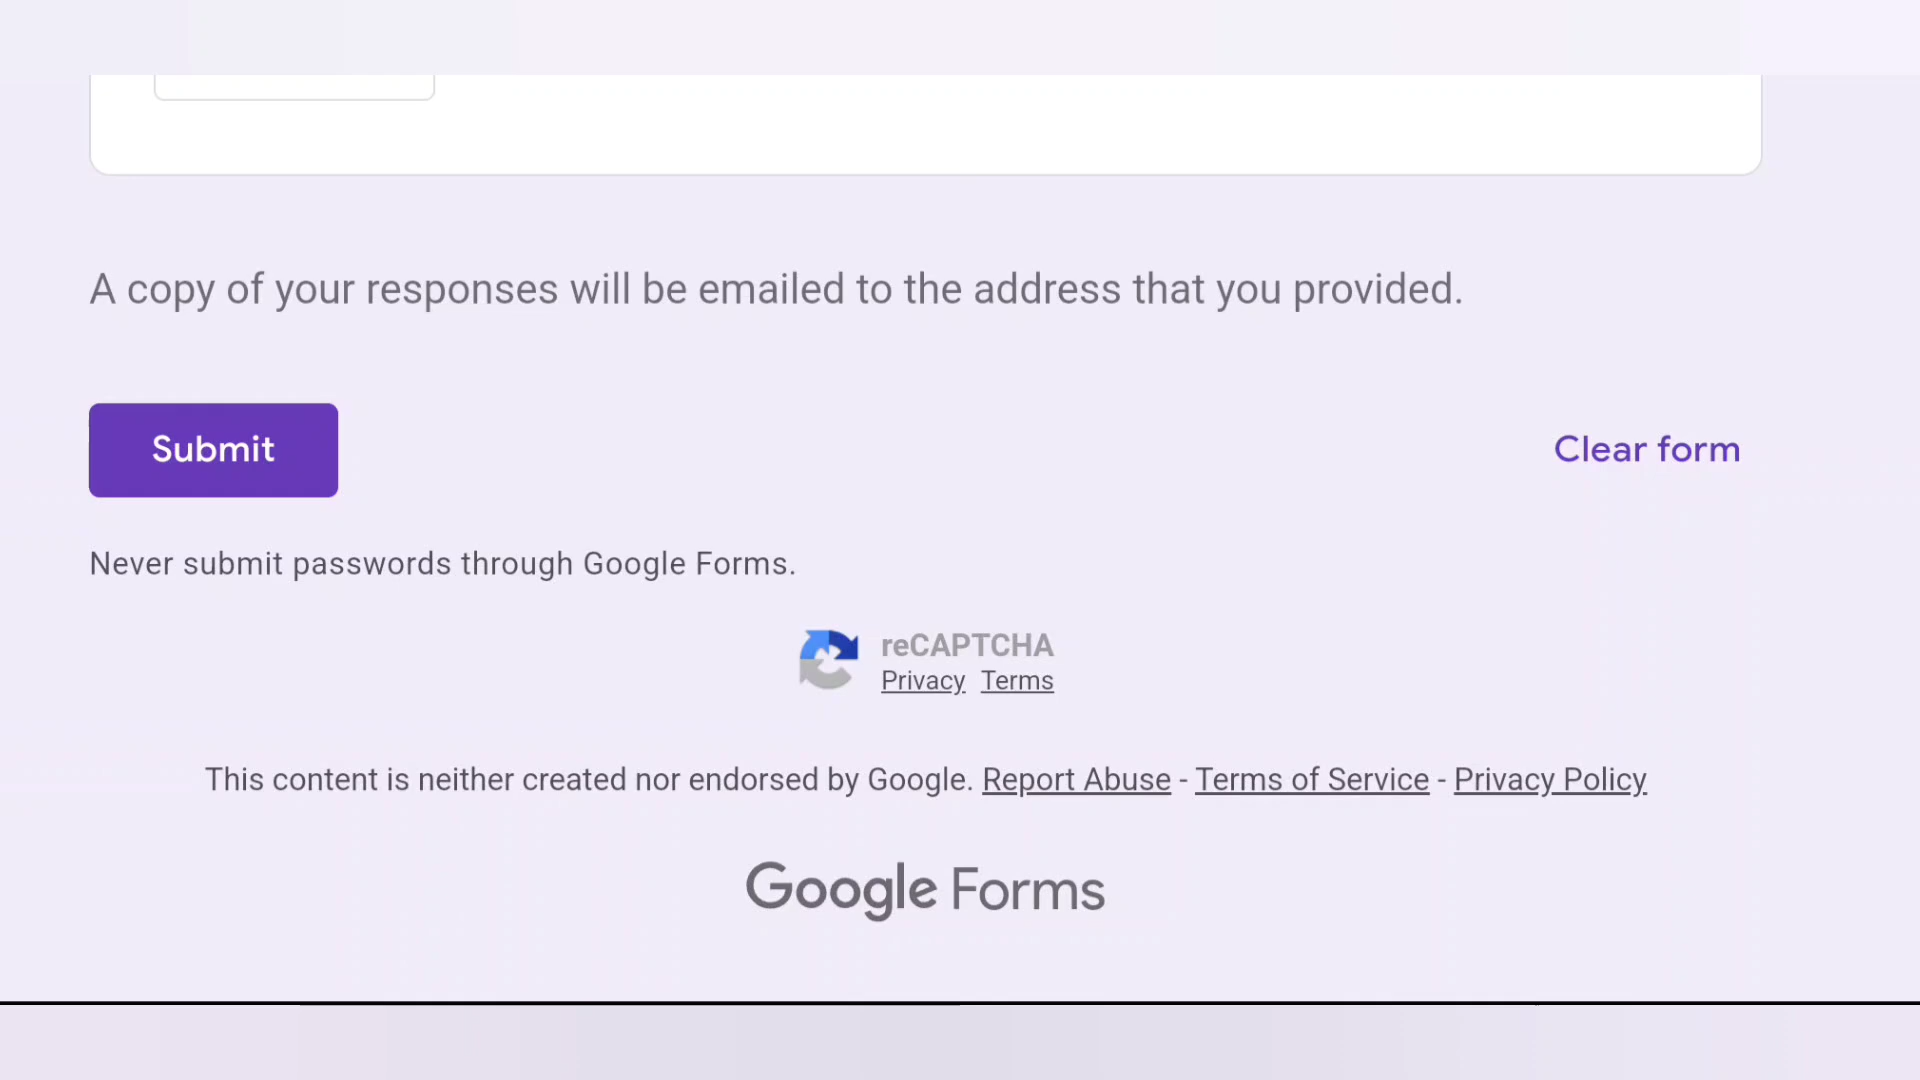 A copy of your responses will be emailed to the address that you provided.
Submit
Clear form
Never submit passwords through Google Forms.
reCAPTCHA
Privacy Terms
This content is neither created nor endorsed by Google. Report Abuse - Terms of Service - Privacy Policy
Google Forms